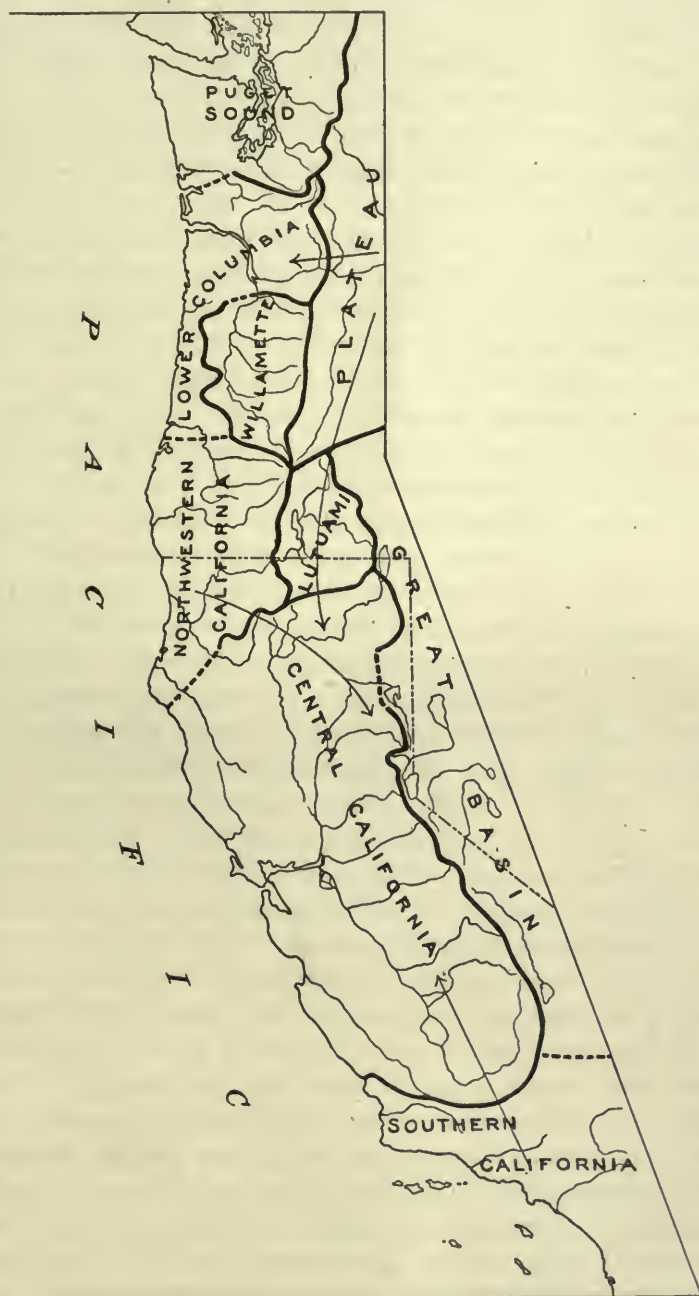 PUGET
SOUND
PLATEAU
COLUMBIA
LOWER
WILLAMETTE
NORTHWESTERN
CALIFORNIA
LUTUAMI
GREAT
BASIN
CENTRAL
CALIFORNIA
PACIFIC
SOUTHERN
CALIFORNIA